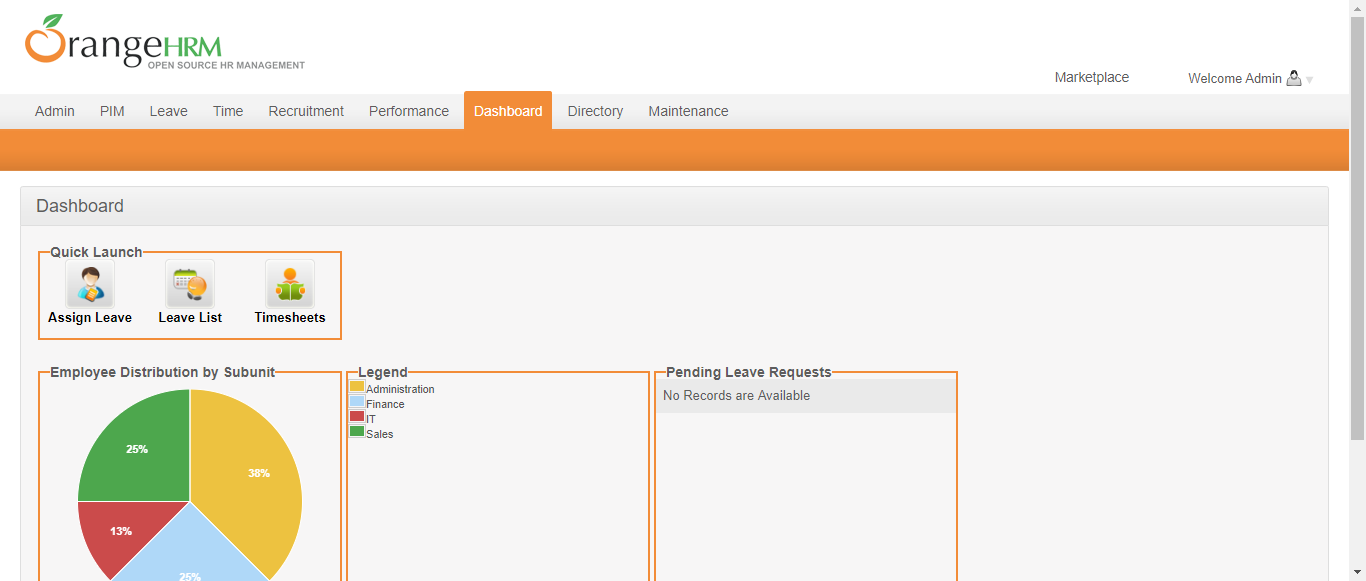 OrangeHRM
OPEN SOURCE HR MANAGEMENT
Marketplace Welcome Admin
Admin PIM Leave Time Recruitment Performance Dashboard Directory Maintenance
Dashboard
Quick Launch
Assign Leave Leave List Timesheets
Employee Distribution by Subunit
25%
38%
13%
25%
Legend
Administration
Finance
IT
Sales
Pending Leave Requests
No Records are Available